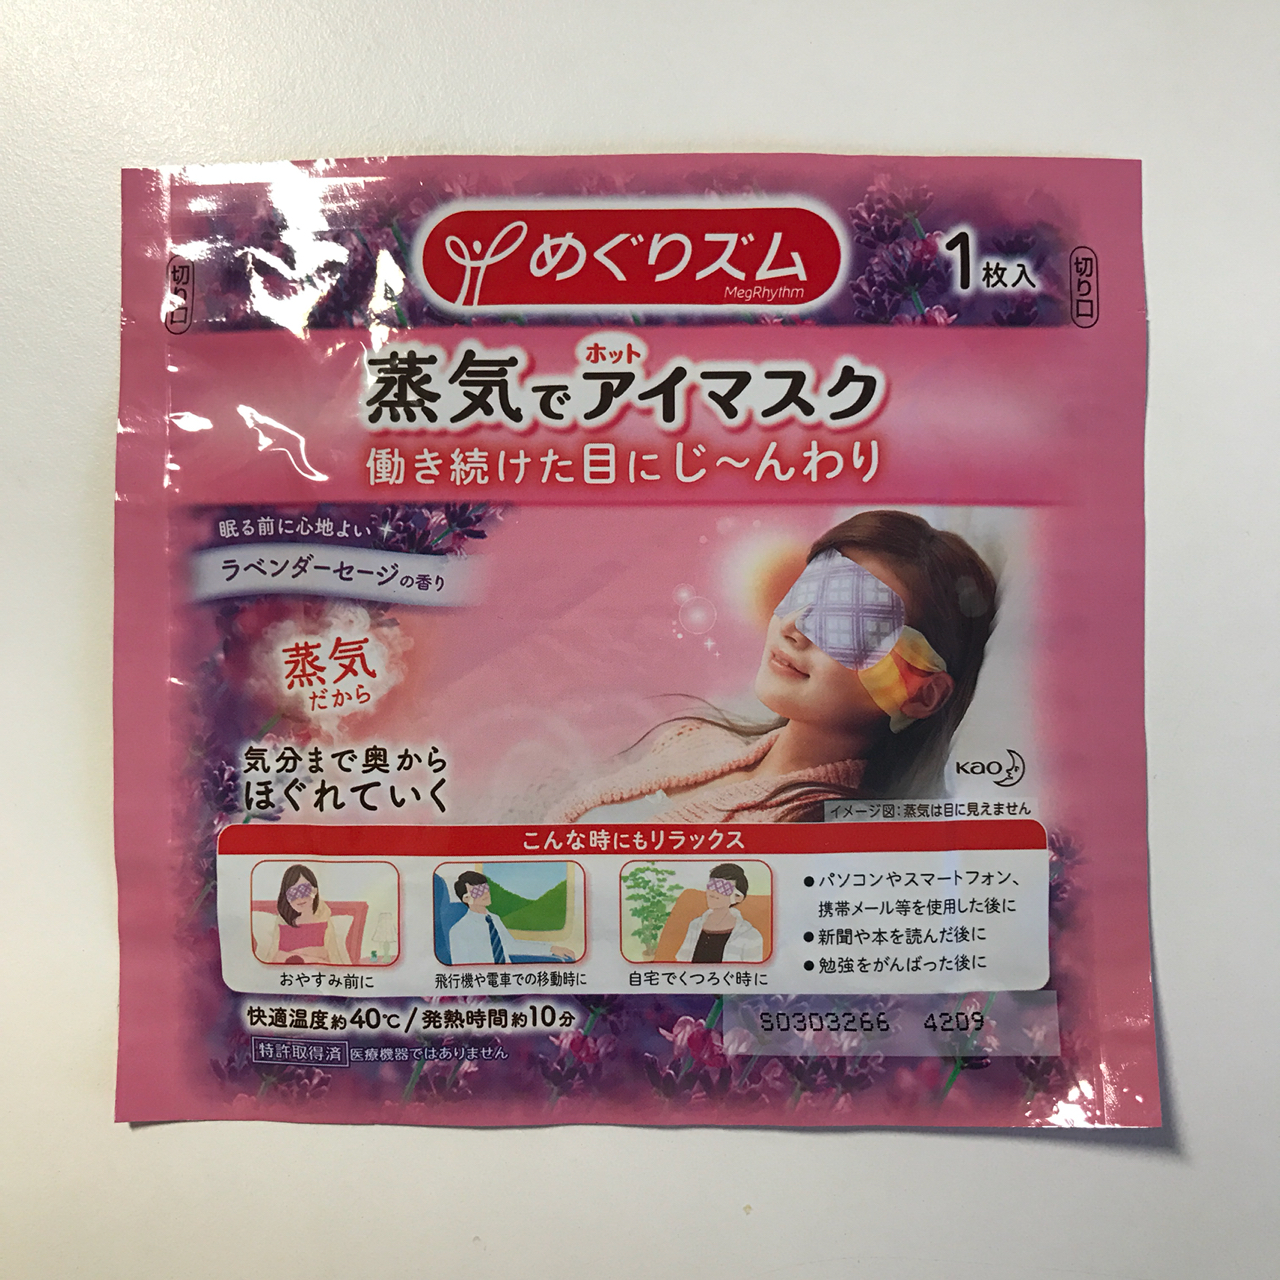 めぐりズム
MegRhythm
1枚入
切り口
切り口
ホット
蒸気でアイマスク
働き続けた目にじ〜んわり
眠る前に心地よい
ラベンダーセージの香り
蒸気
だから
気分まで奥から
ほぐれていく
Kao
イメージ図:蒸気は目に見えません
こんな時にもリラックス
おやすみ前に
飛行機や電車での移動時に
自宅でくつろぐ時に
●パソコンやスマートフォン、
携帯メール等を使用した後に
●新聞や本を読んだ後に
●勉強をがんばった後に
快適温度約40℃/発熱時間約10分
特許取得済 医療機器ではありません
S0303266 4209